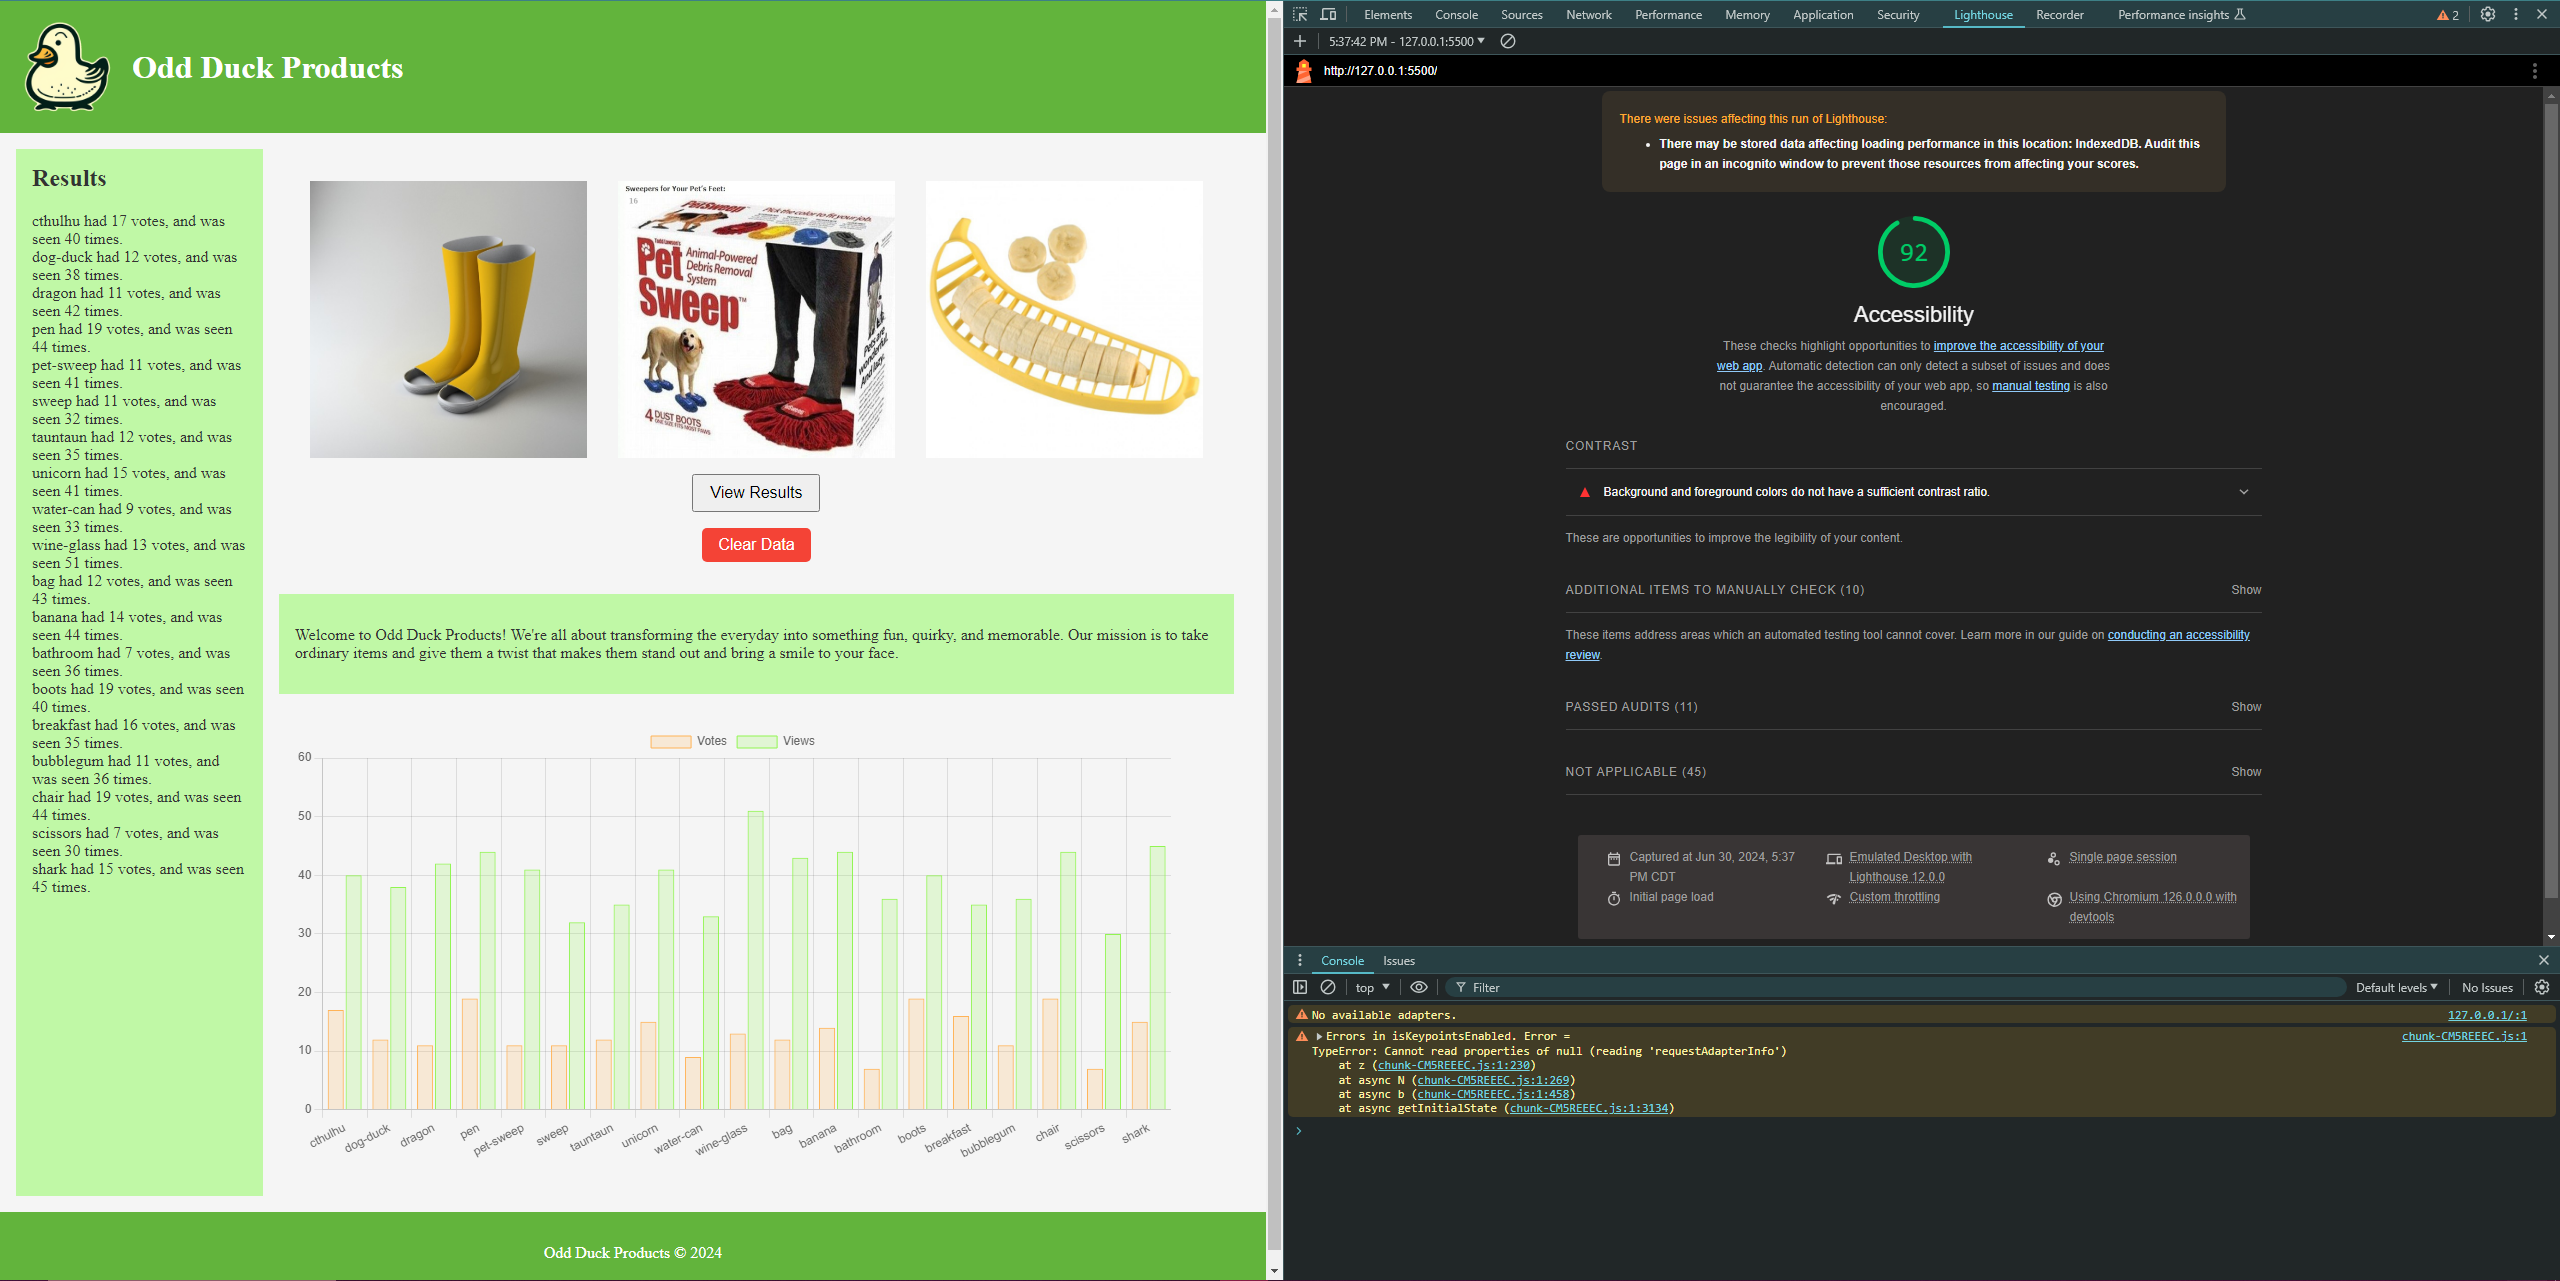 Odd Duck Products
Results
cthulhu had 17 votes, and was
seen 40 times.
dog-duck had 12 votes, and was
seen 38 times.
dragon had 11 votes, and was
seen 42 times.
pen had 19 votes, and was seen
44 times.
pet-sweep had 11 votes, and was
seen 41 times.
sweep had 11 votes, and was
seen 32 times.
tauntaun had 12 votes, and was
seen 35 times.
unicorn had 15 votes, and was
seen 41 times.
water-can had 9 votes, and was
seen 33 times.
wine-glass had 13 votes, and was
seen 51 times.
bag had 12 votes, and was seen
43 times.
banana had 14 votes, and was
seen 44 times.
bathroom had 7 votes, and was
seen 36 times.
boots had 19 votes, and was seen
40 times.
breakfast had 16 votes, and was
seen 35 times.
bubblegum had 11 votes, and
was seen 36 times.
chair had 19 votes, and was seen
44 times.
scissors had 7 votes, and was
seen 30 times.
shark had 15 votes, and was seen
45 times.
Sweepers for Your Pet's Feet:
16
PetSweep
Pick the color to fit your job.
Pet
Sweep™
Animal-Powered
Debris Removal
System
4 DUST BOOTS
ONE SIZE FITS MOST PAWS
Pets are
wonderful.
And lazy.
View Results
Clear Data
Welcome to Odd Duck Products! We're all about transforming the everyday into something fun, quirky, and memorable. Our mission is to take
ordinary items and give them a twist that makes them stand out and bring a smile to your face.
Votes Views
60
50
40
30
20
10
0
cthulhu dog-duck dragon pen pet-sweep sweep tauntaun unicorn water-can wine-glass bag banana bathroom boots breakfast bubblegum chair scissors shark
Odd Duck Products © 2024
Elements Console Sources Network Performance Memory Application Security Lighthouse Recorder Performance insights 2
5:37:42 PM - 127.0.0.1:5500
http://127.0.0.1:5500/
There were issues affecting this run of Lighthouse:
• There may be stored data affecting loading performance in this location: IndexedDB. Audit this
page in an incognito window to prevent those resources from affecting your scores.
92
Accessibility
These checks highlight opportunities to improve the accessibility of your
web app. Automatic detection can only detect a subset of issues and does
not guarantee the accessibility of your web app, so manual testing is also
encouraged.
CONTRAST
Background and foreground colors do not have a sufficient contrast ratio.
These are opportunities to improve the legibility of your content.
ADDITIONAL ITEMS TO MANUALLY CHECK (10) Show
These items address areas which an automated testing tool cannot cover. Learn more in our guide on conducting an accessibility
review.
PASSED AUDITS (11) Show
NOT APPLICABLE (45) Show
Captured at Jun 30, 2024, 5:37
PM CDT
Emulated Desktop with
Lighthouse 12.0.0
Single page session
Initial page load
Custom throttling
Using Chromium 126.0.0.0 with
devtools
Console Issues
top Filter Default levels No Issues
No available adapters. 127.0.0.1/:1
Errors in isKeypointsEnabled. Error = chunk-CM5REEEC.js:1
TypeError: Cannot read properties of null (reading 'requestAdapterInfo')
at z (chunk-CM5REEEC.js:1:230)
at async N (chunk-CM5REEEC.js:1:269)
at async b (chunk-CM5REEEC.js:1:458)
at async getInitialState (chunk-CM5REEEC.js:1:3134)